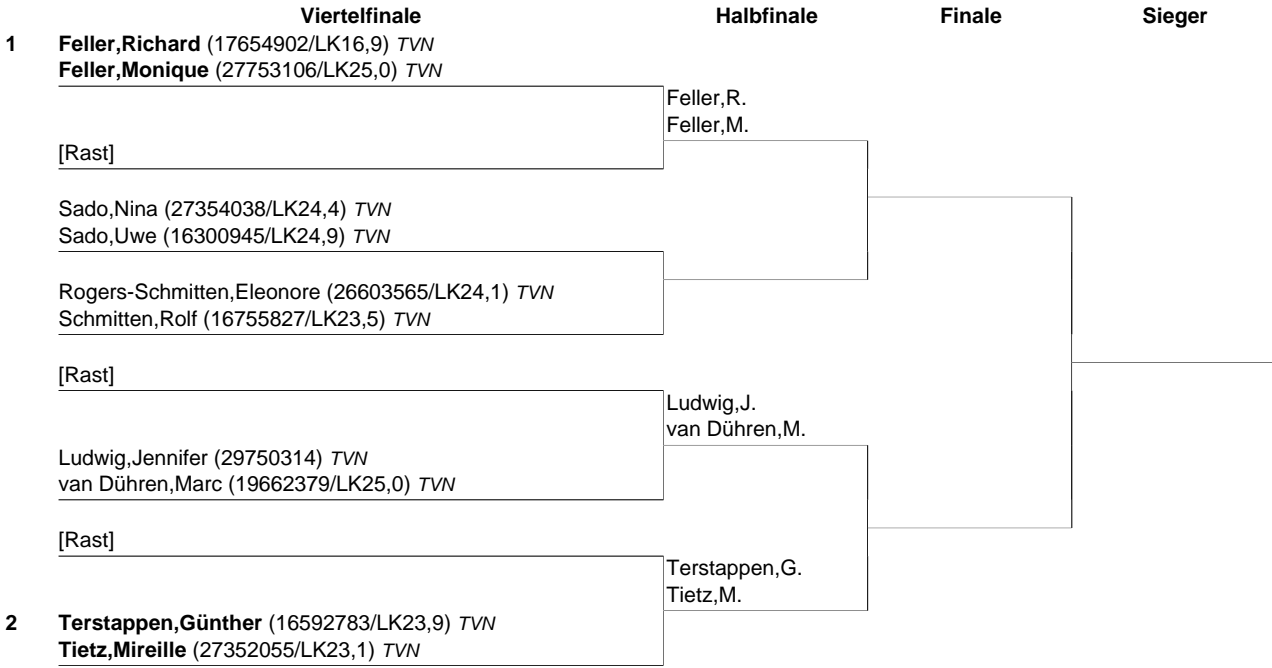 Viertelfinale Halbfinale Finale Sieger
1 Feller,Richard (17654902/LK16,9) TVN
Feller,Monique (27753106/LK25,0) TVN
Feller,R.
Feller,M.
[Rast]
Sado,Nina (27354038/LK24,4) TVN
Sado,Uwe (16300945/LK24,9) TVN
Rogers-Schmitten,Eleonore (26603565/LK24,1) TVN
Schmitten,Rolf (16755827/LK23,5) TVN
[Rast]
Ludwig,J.
van Dühren,M.
Ludwig,Jennifer (29750314) TVN
van Dühren,Marc (19662379/LK25,0) TVN
[Rast]
Terstappen,G.
Tietz,M.
2 Terstappen,Günther (16592783/LK23,9) TVN
Tietz,Mireille (27352055/LK23,1) TVN